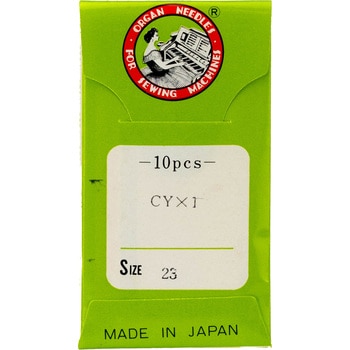 ORGAN NEEDLES
®
FOR SEWING MACHINES
-10pcs-
CY×1
SIZE 23
MADE IN JAPAN